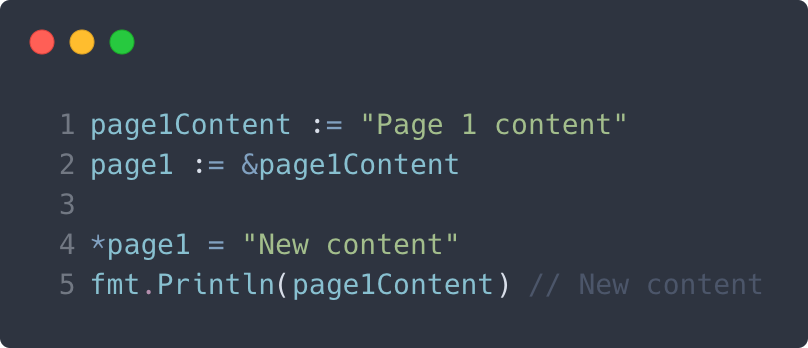 1 page1Content := "Page 1 content"
2 page1 := &page1Content
3
4 *page1 = "New content"
5 fmt.Println(page1Content) // New content